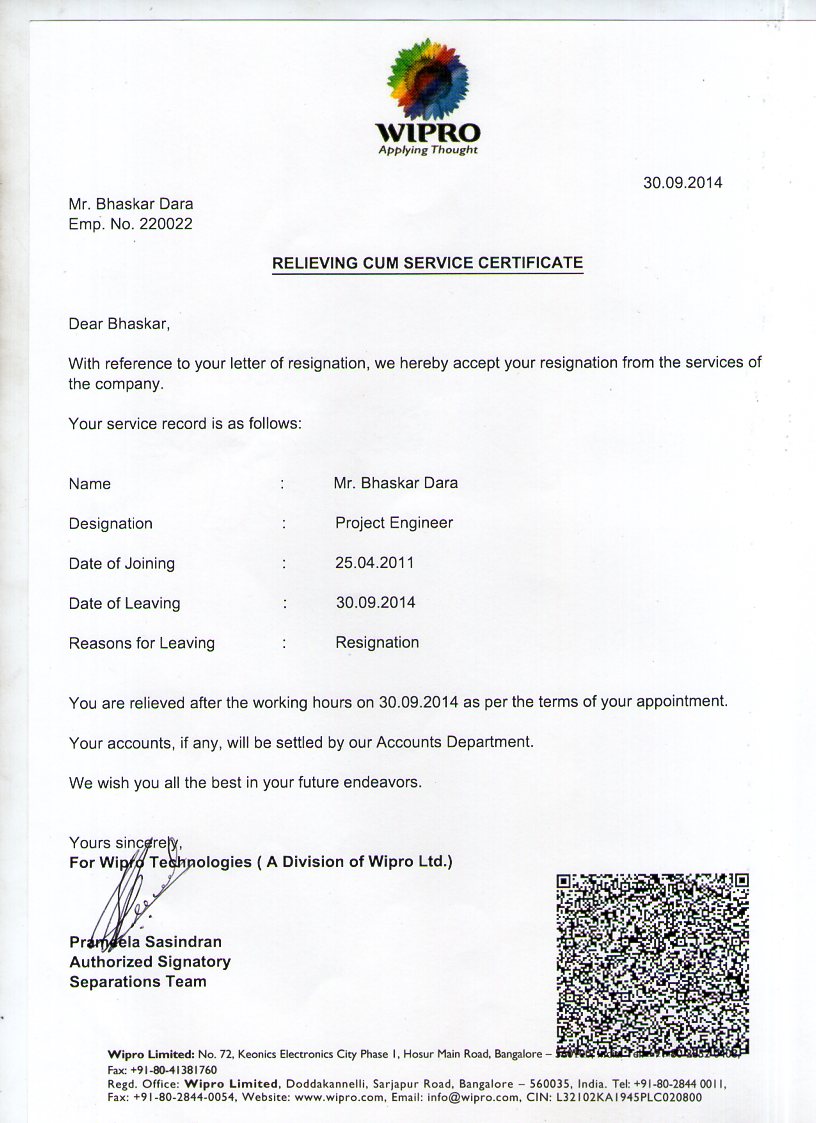 WIPRO
Applying Thought
30.09.2014
Mr. Bhaskar Dara
Emp. No. 220022
RELIEVING CUM SERVICE CERTIFICATE
Dear Bhaskar,
With reference to your letter of resignation, we hereby accept your resignation from the services of
the company.
Your service record is as follows:
Name : Mr. Bhaskar Dara
Designation : Project Engineer
Date of Joining : 25.04.2011
Date of Leaving : 30.09.2014
Reasons for Leaving : Resignation
You are relieved after the working hours on 30.09.2014 as per the terms of your appointment.
Your accounts, if any, will be settled by our Accounts Department.
We wish you all the best in your future endeavors.
Yours sincerely,
For Wipro Technologies ( A Division of Wipro Ltd.)
Prameela Sasindran
Authorized Signatory
Separations Team
Wipro Limited: No. 72, Keonics Electronics City Phase 1, Hosur Main Road, Bangalore –
Fax: +91-80-41381760
Regd. Office: Wipro Limited, Doddakannelli, Sarjapur Road, Bangalore – 560035, India. Tel: +91-80-2844 0011,
Fax: +91-80-2844-0054, Website: www.wipro.com, Email: info@wipro.com, CIN: L32102KA1945PLC020800